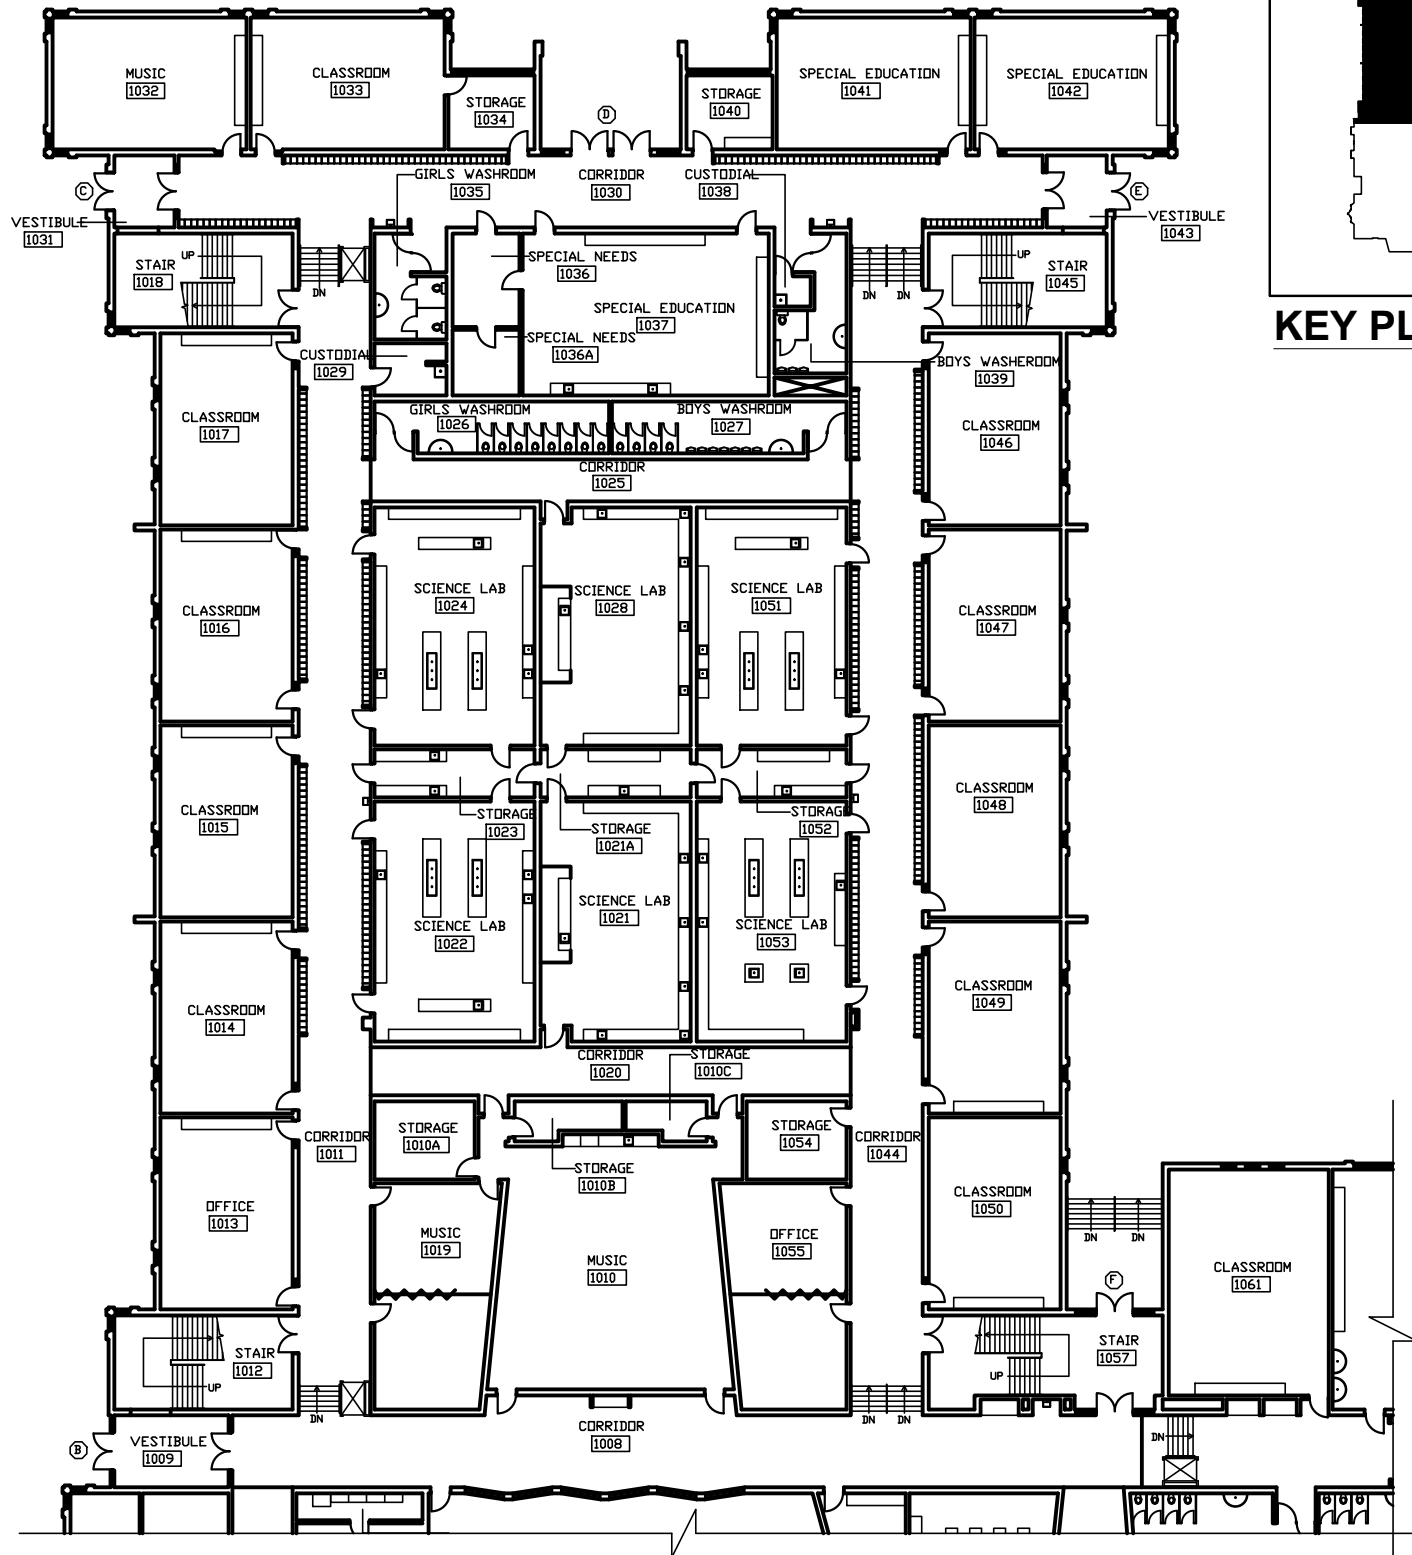 MUSIC
1032
CLASSROOM
1033
STORAGE
1034
D
STORAGE
1040
SPECIAL EDUCATION
1041
SPECIAL EDUCATION
1042
C
GIRLS WASHROOM
1035
CORRIDOR
1030
CUSTODIAL
1038
E
VESTIBULE
1031
VESTIBULE
1043
STAIR
1018
UP
DN
SPECIAL NEEDS
1036
SPECIAL EDUCATION
1037
SPECIAL NEEDS
1036A
DN
DN
UP
STAIR
1045
KEY PL
CUSTODIAL
1029
BOYS WASHEROOM
1039
CLASSROOM
1017
GIRLS WASHROOM
1026
BOYS WASHROOM
1027
CLASSROOM
1046
CORRIDOR
1025
CLASSROOM
1016
SCIENCE LAB
1024
SCIENCE LAB
1028
SCIENCE LAB
1051
CLASSROOM
1047
CLASSROOM
1015
STORAGE
1023
STORAGE
1021A
STORAGE
1052
CLASSROOM
1048
SCIENCE LAB
1022
SCIENCE LAB
1021
SCIENCE LAB
1053
CLASSROOM
1014
CLASSROOM
1049
CORRIDOR
1020
STORAGE
1010C
CORRIDOR
1011
STORAGE
1010A
STORAGE
1010B
STORAGE
1054
CORRIDOR
1044
OFFICE
1013
MUSIC
1019
MUSIC
1010
OFFICE
1055
CLASSROOM
1050
DN
DN
CLASSROOM
1061
F
STAIR
1012
UP
DN
DN
DN
UP
STAIR
1057
B
VESTIBULE
1009
CORRIDOR
1008
DN